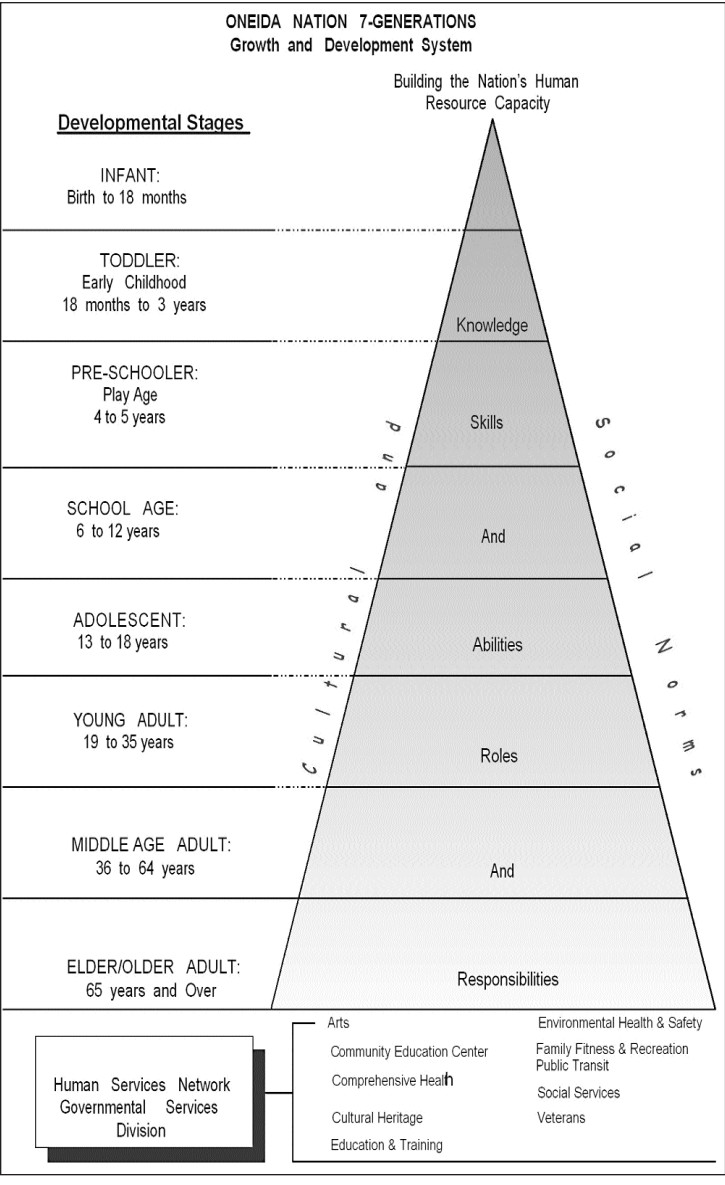 ONEIDA NATION 7-GENERATIONS
Growth and Development System
Building the Nation's Human
Resource Capacity
Developmental Stages
INFANT:
Birth to 18 months
TODDLER:
Early Childhood
18 months to 3 years
Knowledge
PRE-SCHOOLER:
Play Age
4 to 5 years
Skills
SCHOOL AGE:
6 to 12 years
And
ADOLESCENT:
13 to 18 years
Abilities
YOUNG ADULT:
19 to 35 years
Roles
MIDDLE AGE ADULT:
36 to 64 years
And
ELDER/OLDER ADULT:
65 years and Over
Responsibilities
Cultural and
Social Norms
Human Services Network
Governmental Services
Division
Arts
Community Education Center
Comprehensive Health
Cultural Heritage
Education & Training
Environmental Health & Safety
Family Fitness & Recreation
Public Transit
Social Services
Veterans